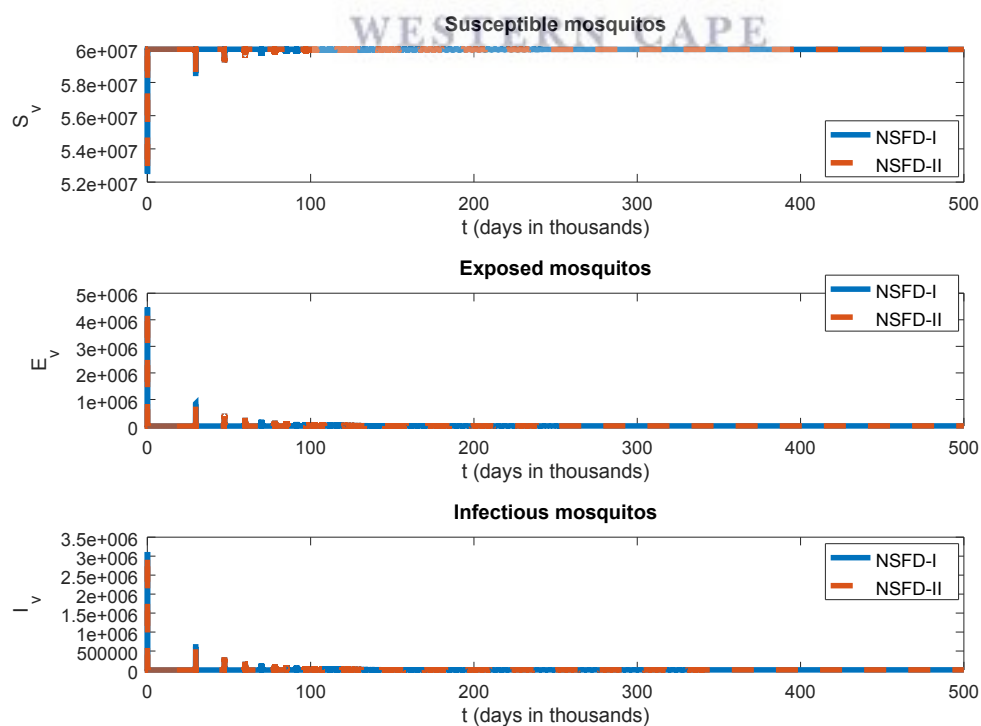 WESTERN CAPE
Susceptible mosquitos
6e+007
5.8e+007
5.6e+007
5.4e+007
5.2e+007
S_v
NSFD-I
NSFD-II
0 100 200 300 400 500
t (days in thousands)
Exposed mosquitos
5e+006
4e+006
3e+006
2e+006
1e+006
0
E_v
NSFD-I
NSFD-II
0 100 200 300 400 500
t (days in thousands)
Infectious mosquitos
3.5e+006
3e+006
2.5e+006
2e+006
1.5e+006
1e+006
500000
0
I_v
NSFD-I
NSFD-II
0 100 200 300 400 500
t (days in thousands)